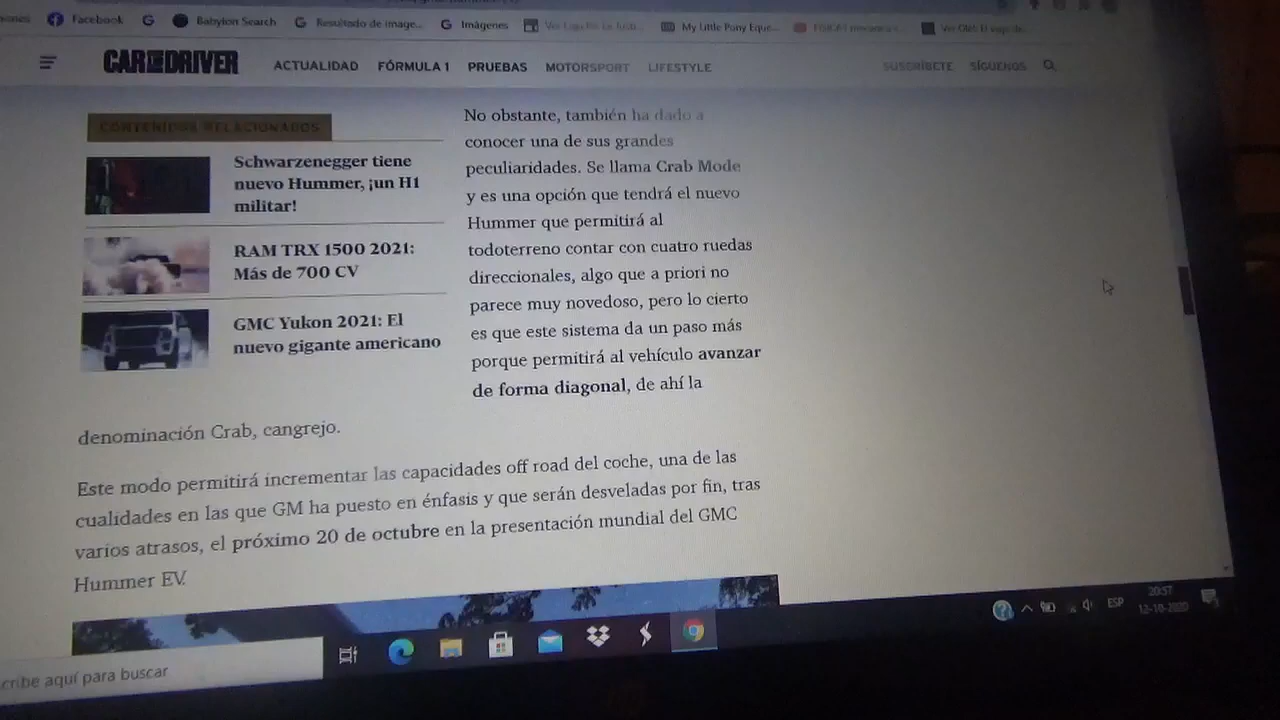 Facebook
Babylon Search
Resultado de image...
Imágenes
My Little Pony Eque...
CAR AND DRIVER
ACTUALIDAD
FÓRMULA 1
PRUEBAS
MOTORSPORT
LIFESTYLE
SUSCRÍBETE
SÍGUENOS
CONTENIDOS RELACIONADOS
Schwarzenegger tiene
nuevo Hummer, ¡un H1
militar!
RAM TRX 1500 2021:
Más de 700 CV
GMC Yukon 2021: El
nuevo gigante americano
No obstante, también ha dado a
conocer una de sus grandes
peculiaridades. Se llama Crab Mode
y es una opción que tendrá el nuevo
Hummer que permitirá al
todoterreno contar con cuatro ruedas
direccionales, algo que a priori no
parece muy novedoso, pero lo cierto
es que este sistema da un paso más
porque permitirá al vehículo avanzar
de forma diagonal, de ahí la
denominación Crab, cangrejo.
Este modo permitirá incrementar las capacidades off road del coche, una de las
cualidades en las que GM ha puesto en énfasis y que serán desveladas por fin, tras
varios atrasos, el próximo 20 de octubre en la presentación mundial del GMC
Hummer EV.
cribe aquí para buscar
ESP
20:57
12-10-2020